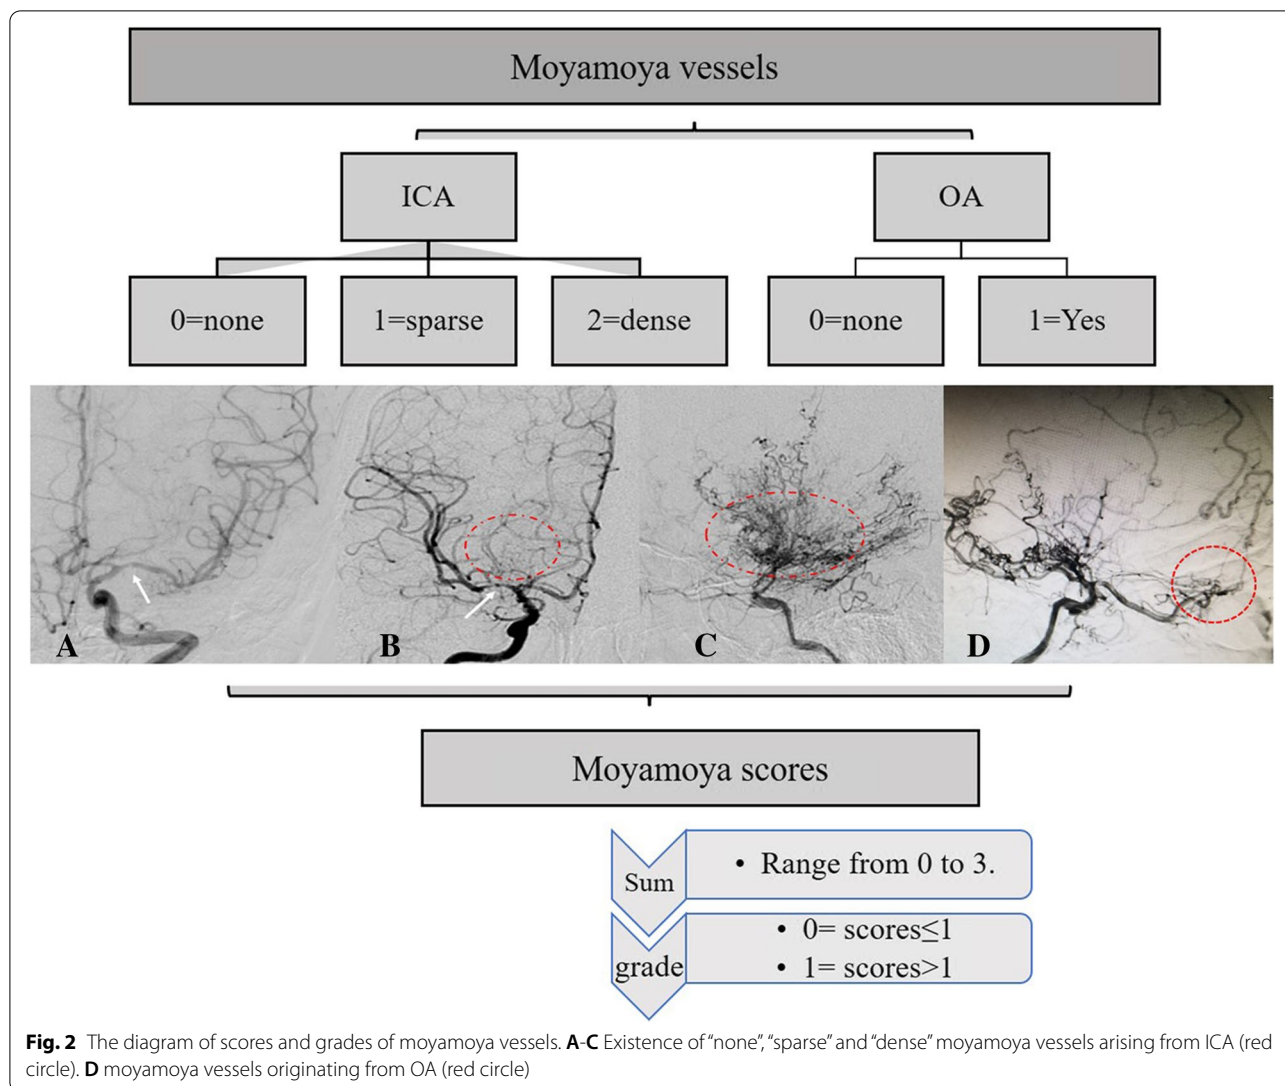 Moyamoya vessels
ICA
OA
0=none
1=sparse
2=dense
0=none
1=Yes
A
B
C
D
Moyamoya scores
Sum
• Range from 0 to 3.
grade
• 0= scores≤1
• 1= scores>1
Fig. 2 The diagram of scores and grades of moyamoya vessels. A-C Existence of “none”, “sparse” and “dense” moyamoya vessels arising from ICA (red
circle). D moyamoya vessels originating from OA (red circle)